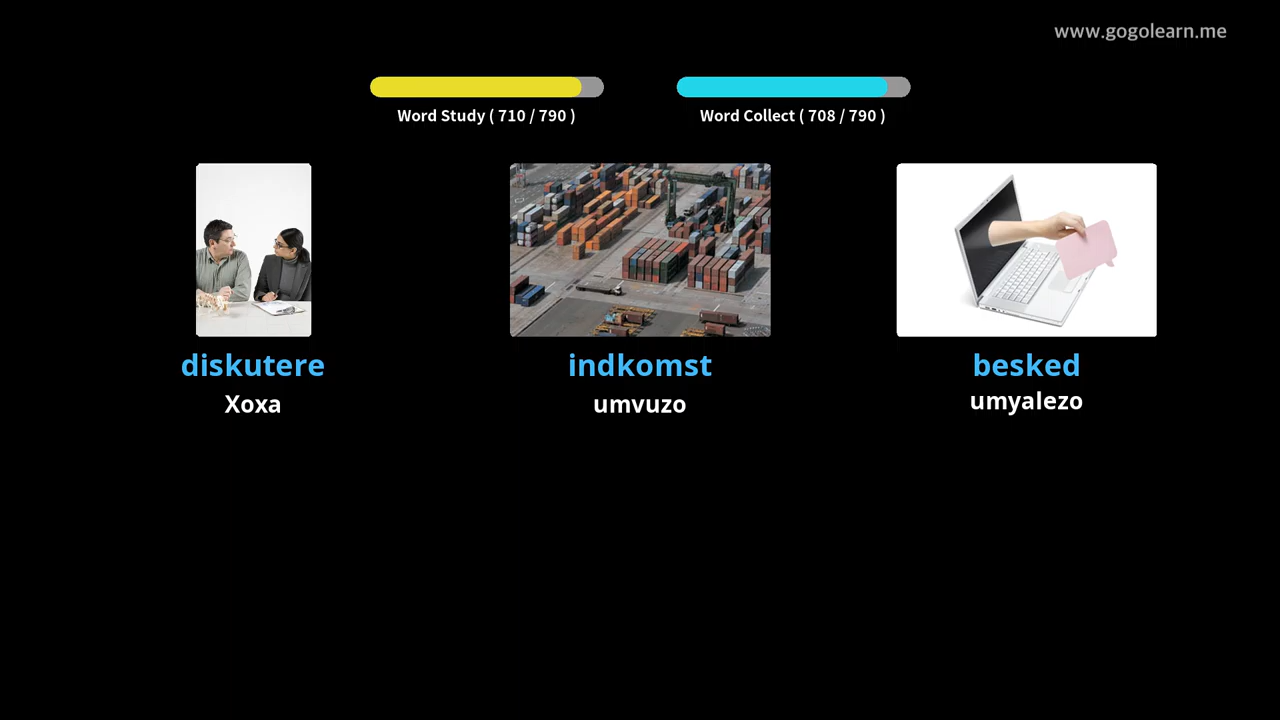 www.gogolearn.me
Word Study ( 710 / 790 )
Word Collect ( 708 / 790 )
diskutere
Xoxa
indkomst
umvuzo
besked
umyalezo